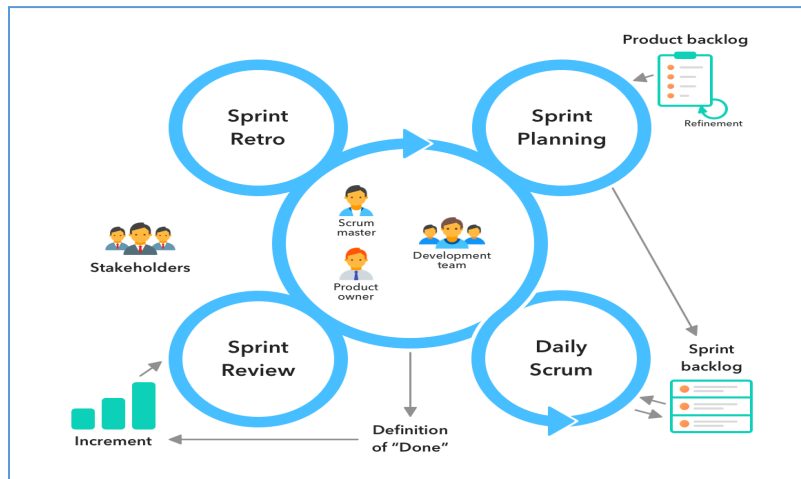 Product backlog
Refinement
Sprint
Retro
Sprint
Planning
Scrum
master
Product
owner
Development
team
Stakeholders
Sprint
Review
Daily
Scrum
Sprint
backlog
Increment
Definition
of “Done”